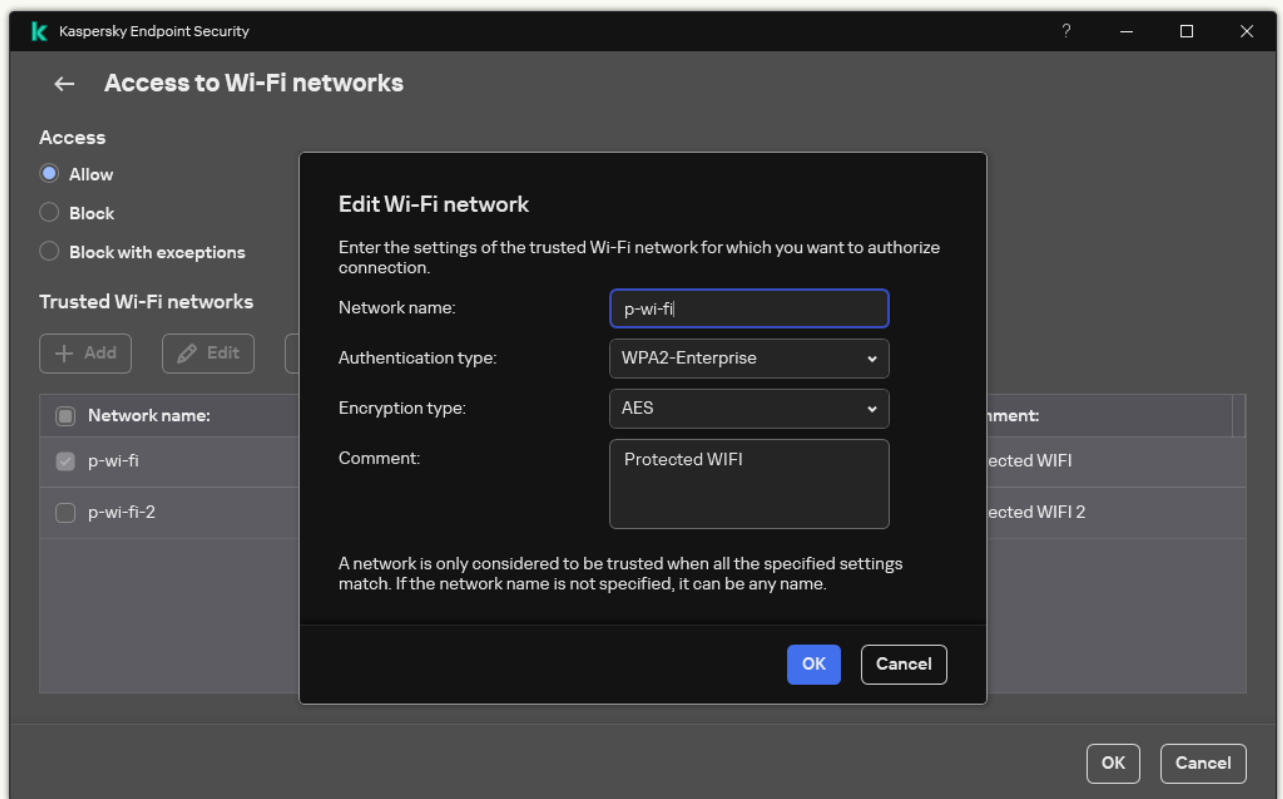 Kaspersky Endpoint Security
?
Access to Wi-Fi networks
Access
Allow
Block
Block with exceptions
Trusted Wi-Fi networks
Add
Edit
Network name:
p-wi-fi
p-wi-fi-2
Edit Wi-Fi network
Enter the settings of the trusted Wi-Fi network for which you want to authorize
connection.
Network name: p-wi-fi
Authentication type: WPA2-Enterprise
Encryption type: AES
Comment: Protected WIFI
A network is only considered to be trusted when all the specified settings
match. If the network name is not specified, it can be any name.
OK Cancel
WIFI
WIFI 2
OK Cancel